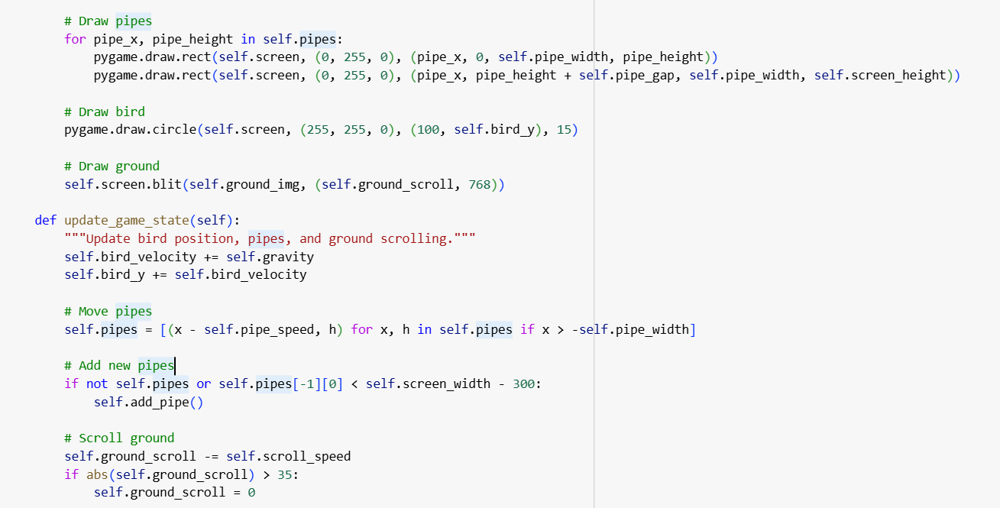 # Draw pipes
for pipe_x, pipe_height in self.pipes:
pygame.draw.rect(self.screen, (0, 255, 0), (pipe_x, 0, self.pipe_width, pipe_height))
pygame.draw.rect(self.screen, (0, 255, 0), (pipe_x, pipe_height + self.pipe_gap, self.pipe_width, self.screen_height))
# Draw bird
pygame.draw.circle(self.screen, (255, 255, 0), (100, self.bird_y), 15)
# Draw ground
self.screen.blit(self.ground_img, (self.ground_scroll, 768))
def update_game_state(self):
"""Update bird position, pipes, and ground scrolling."""
self.bird_velocity += self.gravity
self.bird_y += self.bird_velocity
# Move pipes
self.pipes = [(x - self.pipe_speed, h) for x, h in self.pipes if x > -self.pipe_width]
# Add new pipes
if not self.pipes or self.pipes[-1][0] < self.screen_width - 300:
self.add_pipe()
# Scroll ground
self.ground_scroll -= self.scroll_speed
if abs(self.ground_scroll) > 35:
self.ground_scroll = 0